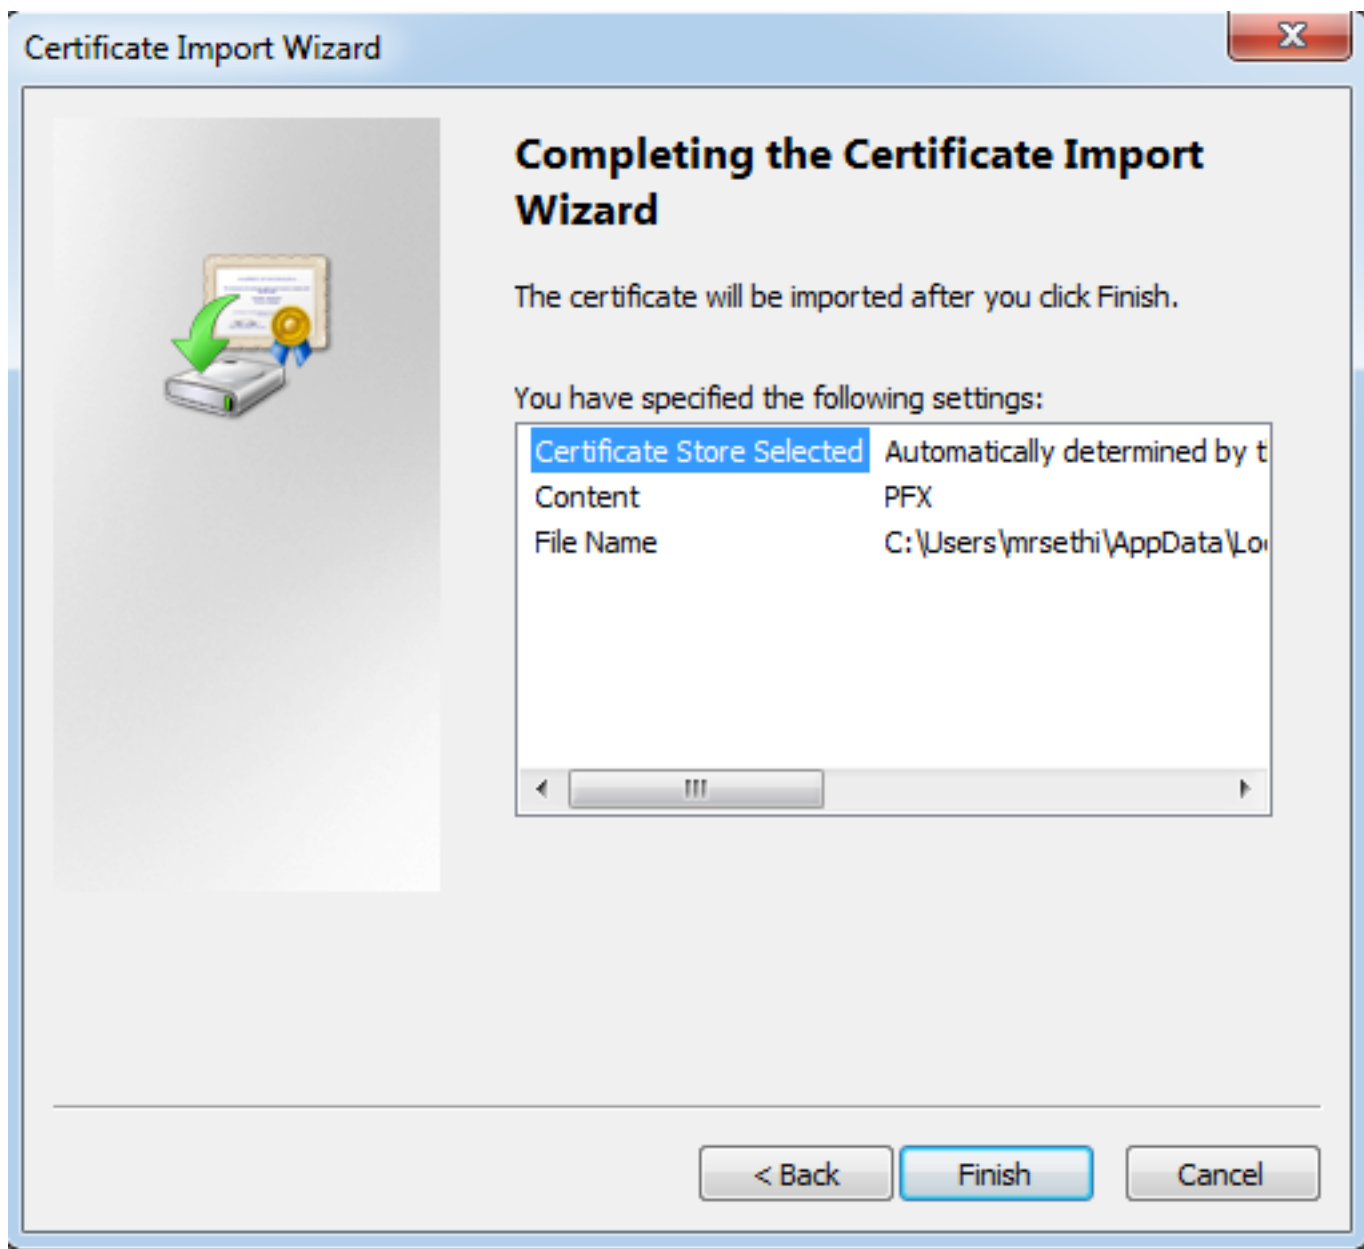 Certificate Import Wizard
Completing the Certificate Import
Wizard
The certificate will be imported after you click Finish.
You have specified the following settings:
Certificate Store Selected Automatically determined by t
Content PFX
File Name C:\Users\mrsethi\AppData\Lo
< Back Finish Cancel